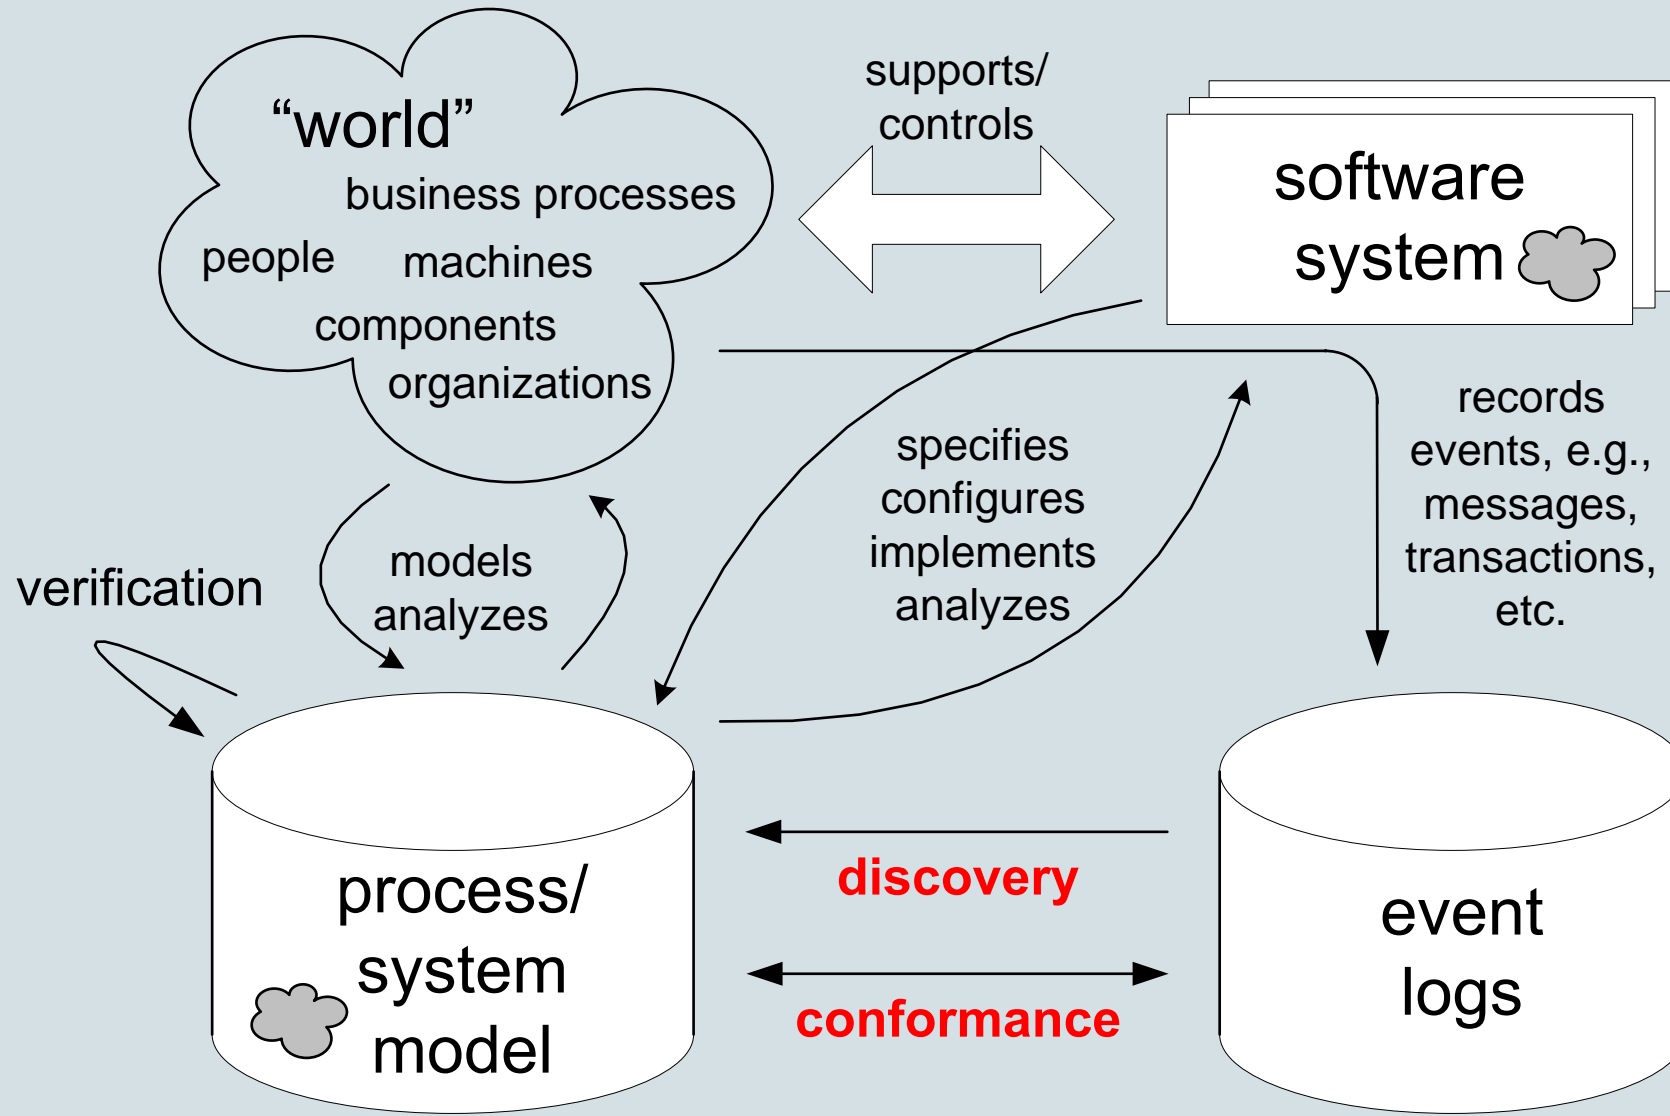 “world”
business processes
people
machines
components
organizations
supports/
controls
software
system
records
events, e.g.,
messages,
transactions,
etc.
specifies
configures
implements
analyzes
models
analyzes
verification
discovery
conformance
process/
system
model
event
logs